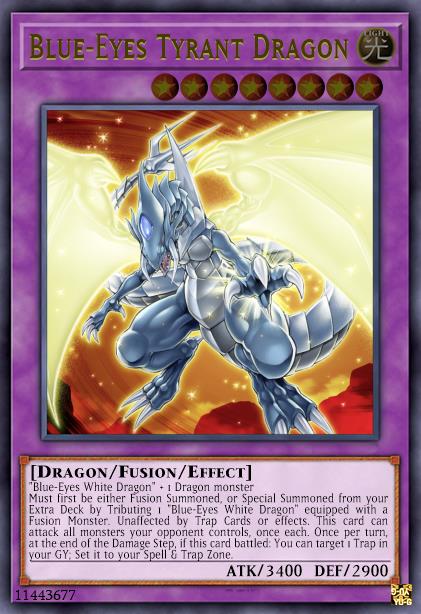 Blue-Eyes Tyrant Dragon
LIGHT
光
[Dragon/Fusion/Effect]
"Blue-Eyes White Dragon" + 1 Dragon monster
Must first be either Fusion Summoned, or Special Summoned from your
Extra Deck by Tributing 1 "Blue-Eyes White Dragon" equipped with a
Fusion Monster. Unaffected by Trap Cards or effects. This card can
attack all monsters your opponent controls, once each. Once per turn,
at the end of the Damage Step, if this card battled: You can target 1 Trap in
your GY; Set it to your Spell & Trap Zone.
ATK/3400 DEF/2900
11443677